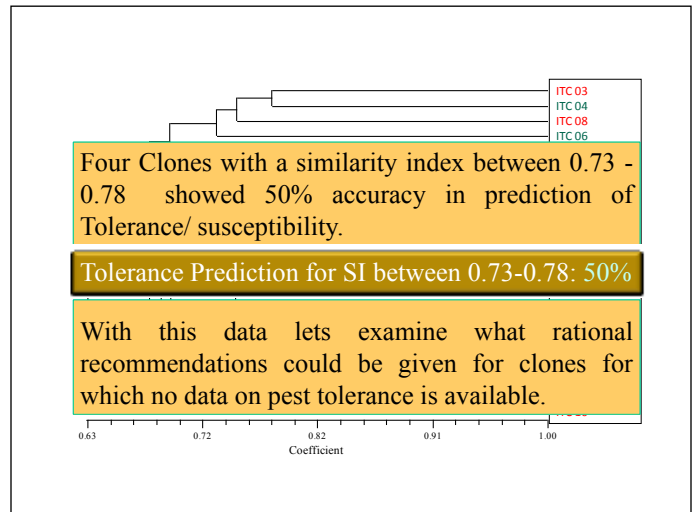 ITC 03
ITC 04
ITC 08
ITC 06
Four Clones with a similarity index between 0.73 -
0.78 showed 50% accuracy in prediction of
Tolerance/ susceptibility.
Tolerance Prediction for SI between 0.73-0.78: 50%
With this data lets examine what rational
recommendations could be given for clones for
which no data on pest tolerance is available.
0.63 0.72 0.82 0.91 1.00
Coefficient